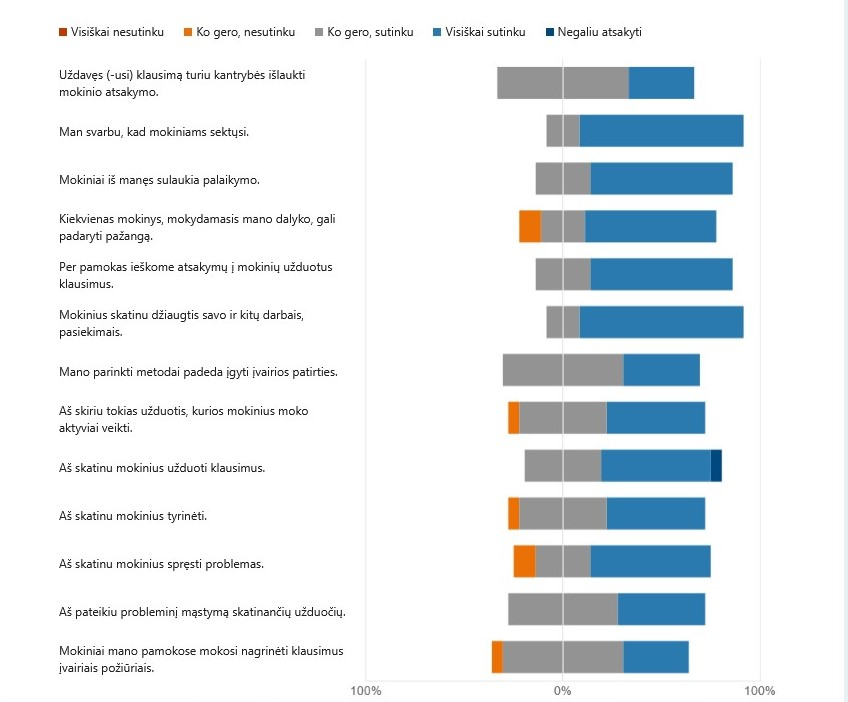 Visiškai nesutinku Ko gero, nesutinku Ko gero, sutinku Visiškai sutinku Negaliu atsakyti
Uždavęs (-usi) klausimą turiu kantrybės išlaukti
mokinio atsakymo.
Man svarbu, kad mokiniams sektųsi.
Mokiniai iš manęs sulaukia palaikymo.
Kiekvienas mokinys, mokydamasis mano dalyko, gali
padaryti pažangą.
Per pamokas ieškome atsakymų į mokinių užduotus
klausimus.
Mokinius skatinu džiaugtis savo ir kitų darbais,
pasiekimais.
Mano parinkti metodai padeda įgyti įvairios patirties.
Aš skiriu tokias užduotis, kurios mokinius moko
aktyviai veikti.
Aš skatinu mokinius užduoti klausimus.
Aš skatinu mokinius tyrinėti.
Aš skatinu mokinius spręsti problemas.
Aš pateikiu probleminį mąstymą skatinančių užduočių.
Mokiniai mano pamokose mokosi nagrinėti klausimus
įvairiais požiūriais.
100% 0% 100%